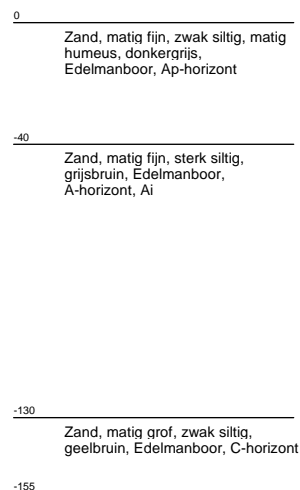 0
Zand, matig fijn, zwak siltig, matig
humeus, donkergrijs,
Edelmanboor, Ap-horizont
-40
Zand, matig fijn, sterk siltig,
grijsbruin, Edelmanboor,
A-horizont, Ai
-130
Zand, matig grof, zwak siltig,
geelbruin, Edelmanboor, C-horizont
-155